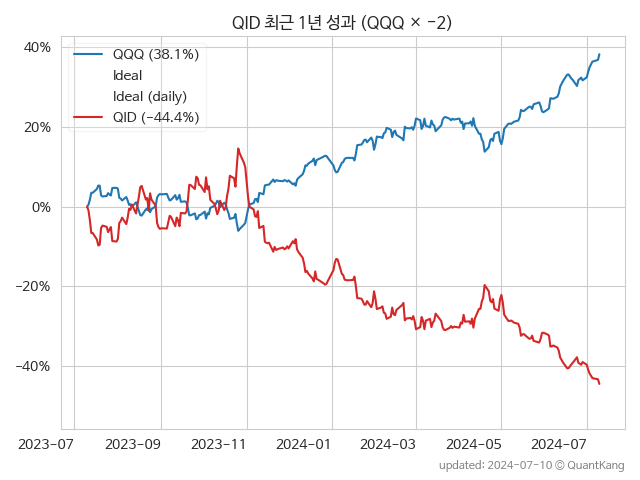 QID 최근 1년 성과 (QQQ × −2)
40%
20%
0%
−20%
−40%
QQQ (38.1%)
Ideal
Ideal (daily)
QID (−44.4%)
2023-07
2023-09
2023-11
2024-01
2024-03
2024-05
2024-07
updated: 2024-07-10 © QuantKang